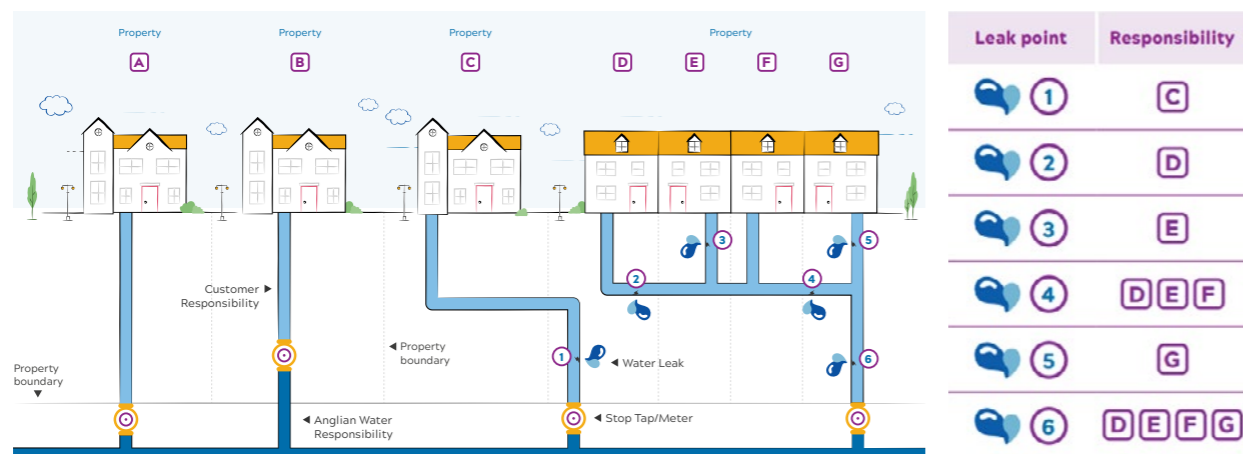 Property
Property
Property
Property
A
B
C
D
E
F
G
3
5
2
4
Customer
Responsibility
Property
boundary
1
Water Leak
6
Property
boundary
Anglian Water
Responsibility
Stop Tap/Meter
Leak point Responsibility
1 C
2 D
3 E
4 D E F
5 G
6 D E F G